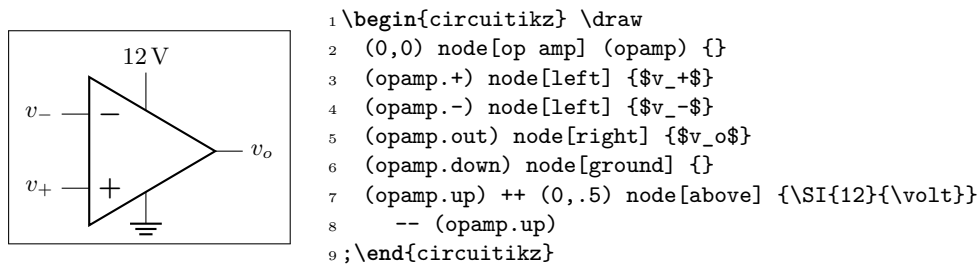 12 V
v−
−
v+
+
vo
1 \begin{circuitikz} \draw
2   (0,0) node[op amp] (opamp) {}
3   (opamp.+) node[left] {$v_+$}
4   (opamp.-) node[left] {$v_-$}
5   (opamp.out) node[right] {$v_o$}
6   (opamp.down) node[ground] {}
7   (opamp.up) ++ (0,.5) node[above] {\SI{12}{\volt}}
8     -- (opamp.up)
9 ;\end{circuitikz}